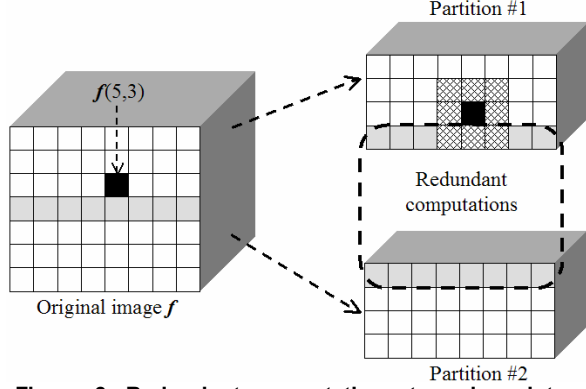 Partition #1
f(5,3)
Redundant
computations
Original image f
Partition #2